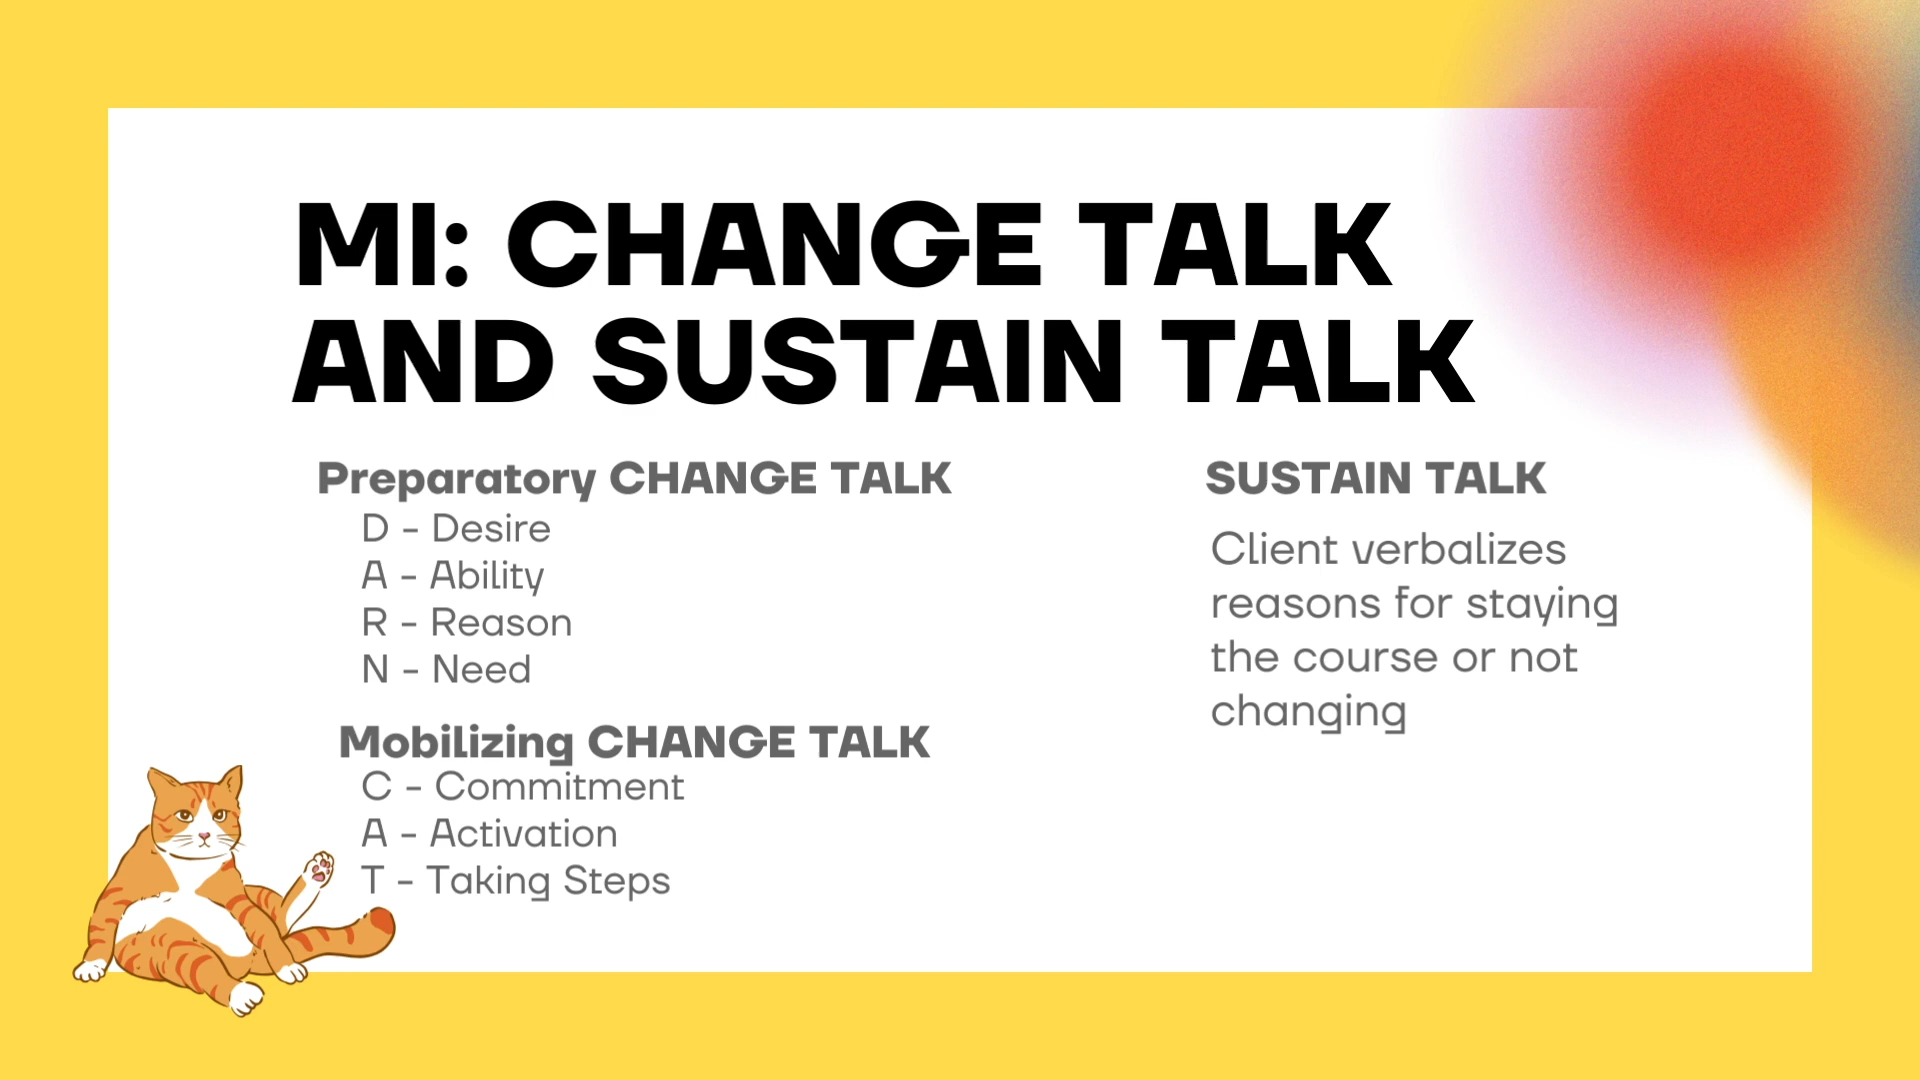 MI: CHANGE TALK
AND SUSTAIN TALK
Preparatory CHANGE TALK
D - Desire
A - Ability
R - Reason
N - Need
Mobilizing CHANGE TALK
C - Commitment
A - Activation
T - Taking Steps
SUSTAIN TALK
Client verbalizes
reasons for staying
the course or not
changing